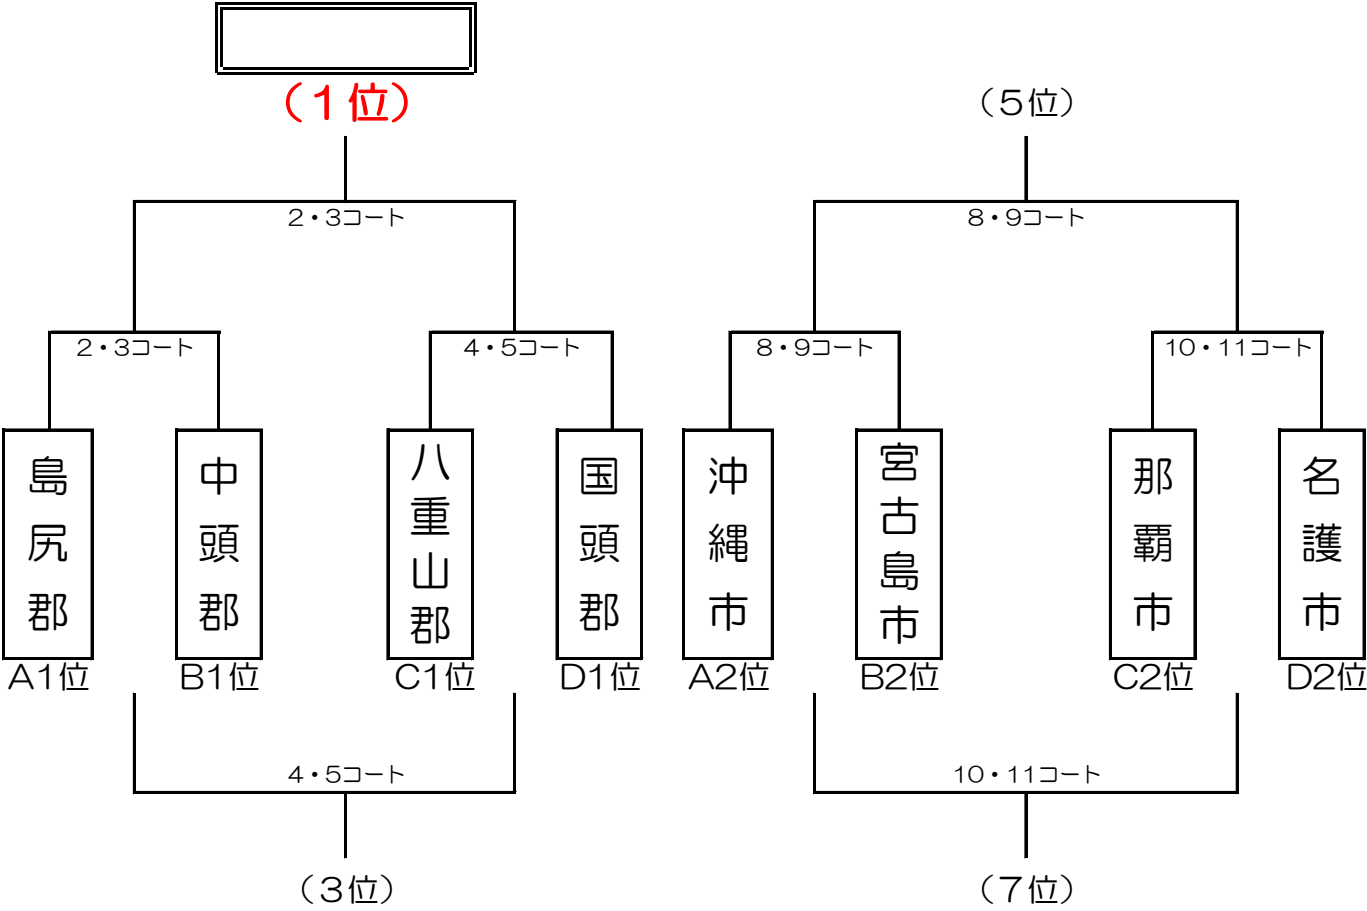 （１位）
（５位）
２・３コート
８・９コート
２・３コート
４・５コート
８・９コート
10・11コート
島尻郡
中頭郡
八重山郡
国頭郡
沖縄市
宮古島市
那覇市
名護市
A1位
B1位
C1位
D1位
A2位
B2位
C2位
D2位
４・５コート
10・11コート
（３位）
（７位）